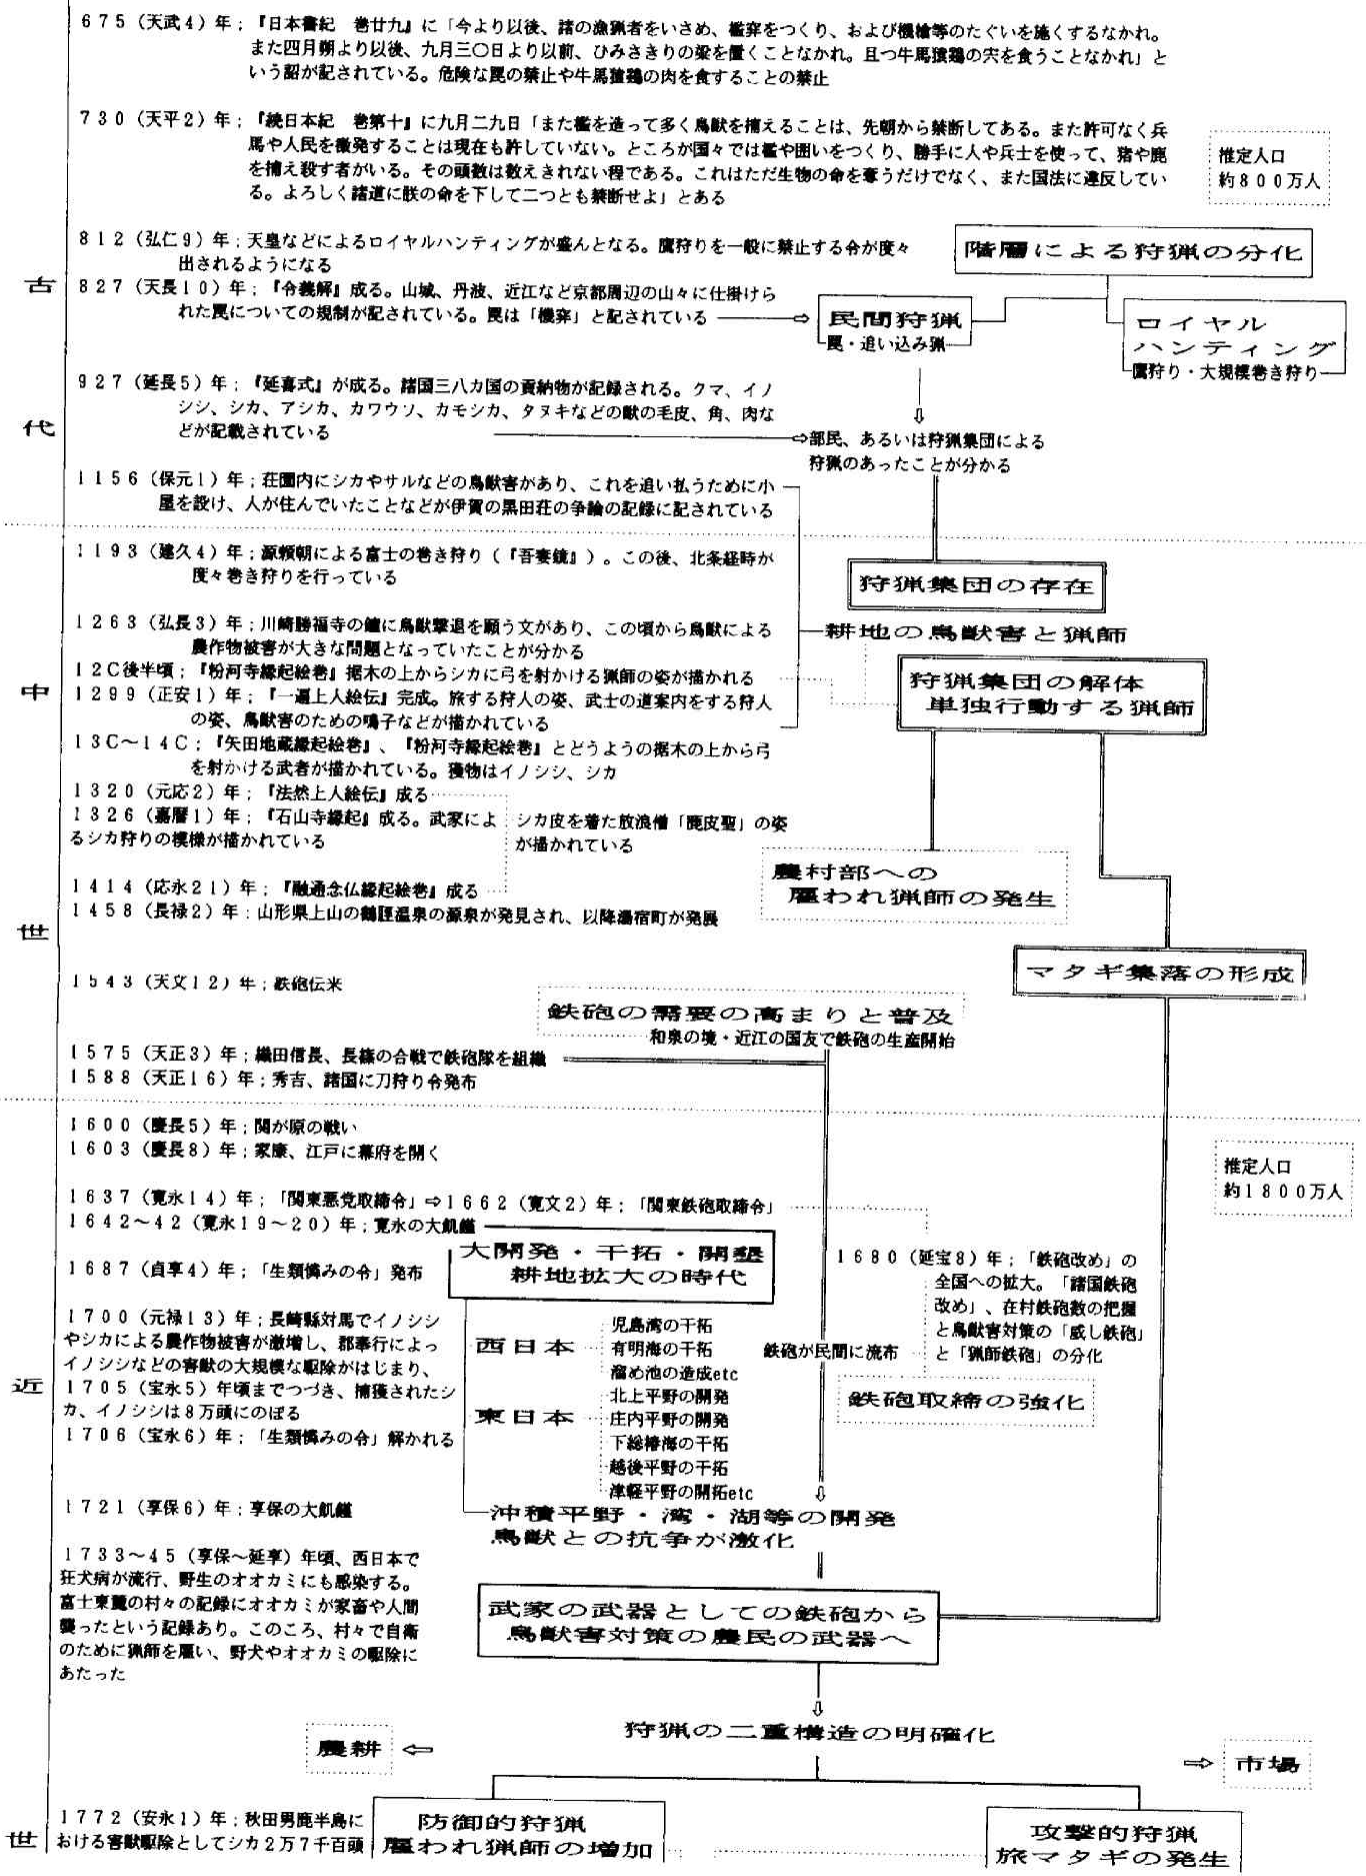 675(天武4)年;『日本書紀　巻廿九』に「今より以後、諸の漁猟者をいさめ、檻穽をつくり、および機槍等のたぐいを施くするなかれ。
また四月朔より以後、九月三〇日より以前、ひみさきりの梁を置くことなかれ。且つ牛馬猿鶏の宍を食うことなかれ」と
いう詔が記されている。危険な罠の禁止や牛馬猿鶏の肉を食することの禁止
730(天平2)年;『続日本紀　巻第十』に九月二九日「また檻を造って多く鳥獣を捕えることは、先朝から禁断してある。また許可なく兵
馬や人民を徴発することは現在も許していない。ところが国々では檻や囲いをつくり、勝手に人や兵士を使って、猪や鹿
を捕え殺す者がいる。その頭数は数えきれない程である。これはただ生物の命を奪うだけでなく、また国法に違反してい
る。よろしく諸道に朕の命を下して二つとも禁断せよ」とある
推定人口
約800万人
812(弘仁9)年;天皇などによるロイヤルハンティングが盛んとなる。鷹狩りを一般に禁止する令が度々
出されるようになる
階層による狩猟の分化
古
827(天長10)年;『令義解』成る。山城、丹波、近江など京都周辺の山々に仕掛けら
れた罠についての規制が記されている。罠は「機穽」と記されている
⇨
民間狩猟
罠・追い込み猟
ロイヤル
ハンティング
鷹狩り・大規模巻き狩り
927(延長5)年;『延喜式』が成る。諸国三八カ国の貢納物が記録される。クマ、イノ
シシ、シカ、アシカ、カワウソ、カモシカ、タヌキなどの獣の毛皮、角、肉な
どが記載されている
代
⇨部民、あるいは狩猟集団による
狩猟のあったことが分かる
1156(保元1)年;荘園内にシカやサルなどの鳥獣害があり、これを追い払うために小
屋を設け、人が住んでいたことなどが伊賀の黒田荘の争論の記録に記されている
1193(建久4)年;源頼朝による富士の巻き狩り(『吾妻鏡』)。この後、北条経時が
度々巻き狩りを行っている
狩猟集団の存在
1263(弘長3)年;川崎勝福寺の鐘に鳥獣撃退を願う文があり、この頃から鳥獣による
農作物被害が大きな問題となっていたことが分かる
耕地の鳥獣害と猟師
12C後半頃;『粉河寺縁起絵巻』据木の上からシカに弓を射かける猟師の姿が描かれる
中
1299(正安1)年;『一遍上人絵伝』完成。旅する狩人の姿、武士の道案内をする狩人
の姿、鳥獣害のための鳴子などが描かれている
狩猟集団の解体
単独行動する猟師
13C～14C;『矢田地蔵縁起絵巻』、『粉河寺縁起絵巻』とどうようの据木の上から弓
を射かける武者が描かれている。獲物はイノシシ、シカ
1320(元応2)年;『法然上人絵伝』成る
1326(嘉暦1)年;『石山寺縁起』成る。武家によ
るシカ狩りの模様が描かれている
シカ皮を着た放浪僧「鹿皮聖」の姿
が描かれている
農村部への
雇われ猟師の発生
1414(応永21)年;『融通念仏縁起絵巻』成る
1458(長禄2)年;山形県上山の鶴脛温泉の源泉が発見され、以降湯宿町が発展
世
マタギ集落の形成
1543(天文12)年;鉄砲伝来
鉄砲の需要の高まりと普及
和泉の境・近江の国友で鉄砲の生産開始
1575(天正3)年;織田信長、長篠の合戦で鉄砲隊を組織
1588(天正16)年;秀吉、諸国に刀狩り令発布
1600(慶長5)年;関が原の戦い
1603(慶長8)年;家康、江戸に幕府を開く
推定人口
約1800万人
1637(寛永14)年;「関東悪党取締令」⇨1662(寛文2)年;「関東鉄砲取締令」
1642～42(寛永19～20)年;寛永の大飢饉
大開発・干拓・開墾
耕地拡大の時代
1680(延宝8)年;「鉄砲改め」の
全国への拡大。「諸国鉄砲
改め」、在村鉄砲数の把握
と鳥獣害対策の「威し鉄砲」
と「猟師鉄砲」の分化
1687(貞享4)年;「生類憐みの令」発布
1700(元禄13)年;長崎縣対馬でイノシシ
やシカによる農作物被害が激増し、郡奉行によっ
イノシシなどの害獣の大規模な駆除がはじまり、
1705(宝永5)年頃までつづき、捕獲されたシ
カ、イノシシは8万頭にのぼる
1706(宝永6)年;「生類憐みの令」解かれる
近
西日本
児島湾の干拓
有明海の干拓
溜め池の造成etc
東日本
北上平野の開発
庄内平野の開発
下総椿海の干拓
越後平野の干拓
津軽平野の開拓etc
鉄砲が民間に流布
鉄砲取締の強化
1721(享保6)年;享保の大飢饉
沖積平野・湾・湖等の開発
鳥獣との抗争が激化
1733～45(享保～延享)年頃、西日本で
狂犬病が流行、野生のオオカミにも感染する。
富士東麓の村々の記録にオオカミが家畜や人間
襲ったという記録あり。このころ、村々で自衛
のために猟師を雇い、野犬やオオカミの駆除に
あたった
武家の武器としての鉄砲から
鳥獣害対策の農民の武器へ
狩猟の二重構造の明確化
農耕 ⇦
⇨ 市場
1772(安永1)年;秋田男鹿半島に
おける害獣駆除としてシカ2万7千百頭
世
防御的狩猟
雇われ猟師の増加
攻撃的狩猟
旅マタギの発生